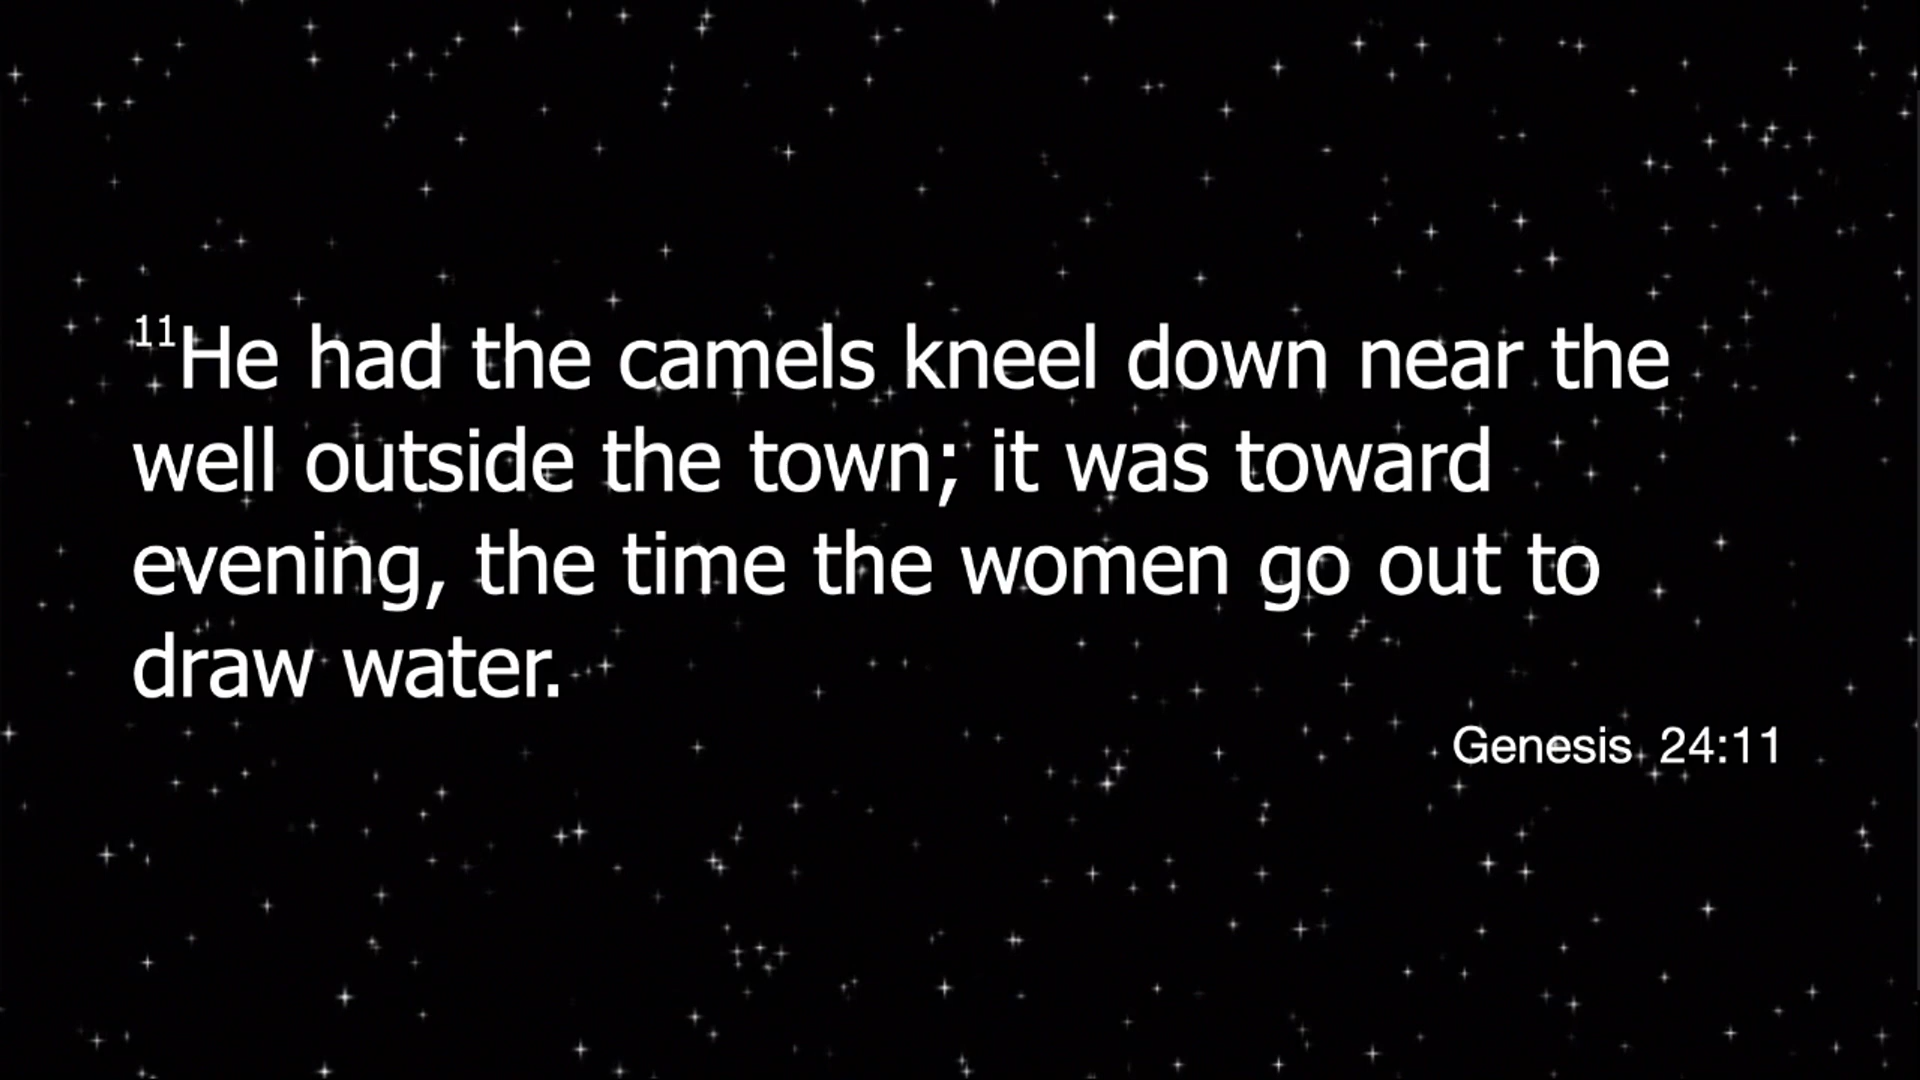 11He had the camels kneel down near the
well outside the town; it was toward
evening, the time the women go out to
draw water.
Genesis 24:11